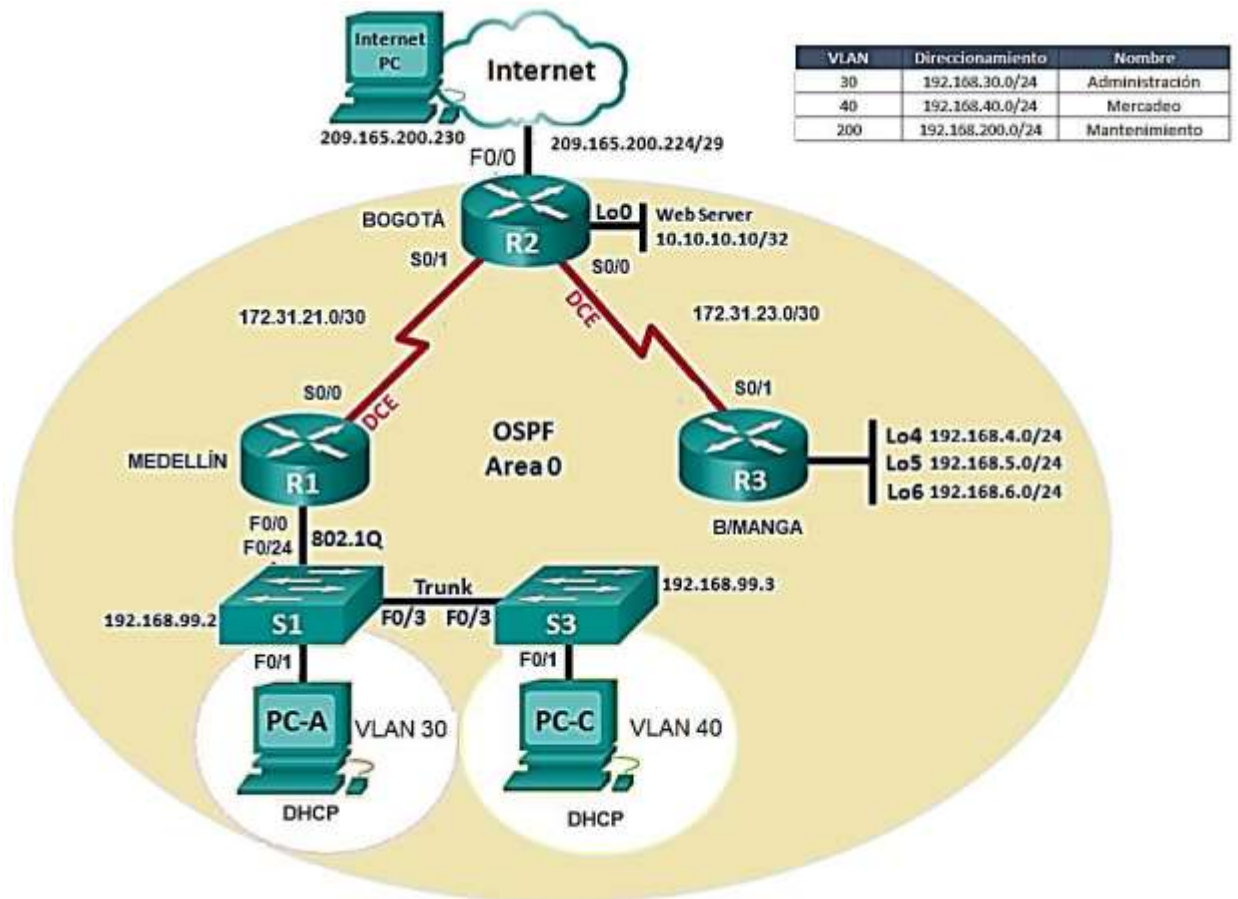 Internet
PC
Internet
209.165.200.230
209.165.200.224/29
F0/0
VLAN Direccionamiento Nombre
30 192.168.30.0/24 Administración
40 192.168.40.0/24 Mercadeo
200 192.168.200.0/24 Mantenimiento
BOGOTÁ
R2
Lo0
Web Server
10.10.10.10/32
S0/1
S0/0
DCE
172.31.21.0/30
172.31.23.0/30
S0/0
DCE
S0/1
MEDELLÍN
R1
OSPF
Area 0
R3
B/MANGA
Lo4 192.168.4.0/24
Lo5 192.168.5.0/24
Lo6 192.168.6.0/24
F0/0
F0/24
802.1Q
Trunk
192.168.99.3
192.168.99.2
S1
F0/3 F0/3
S3
F0/1
F0/1
PC-A
VLAN 30
PC-C
VLAN 40
DHCP
DHCP